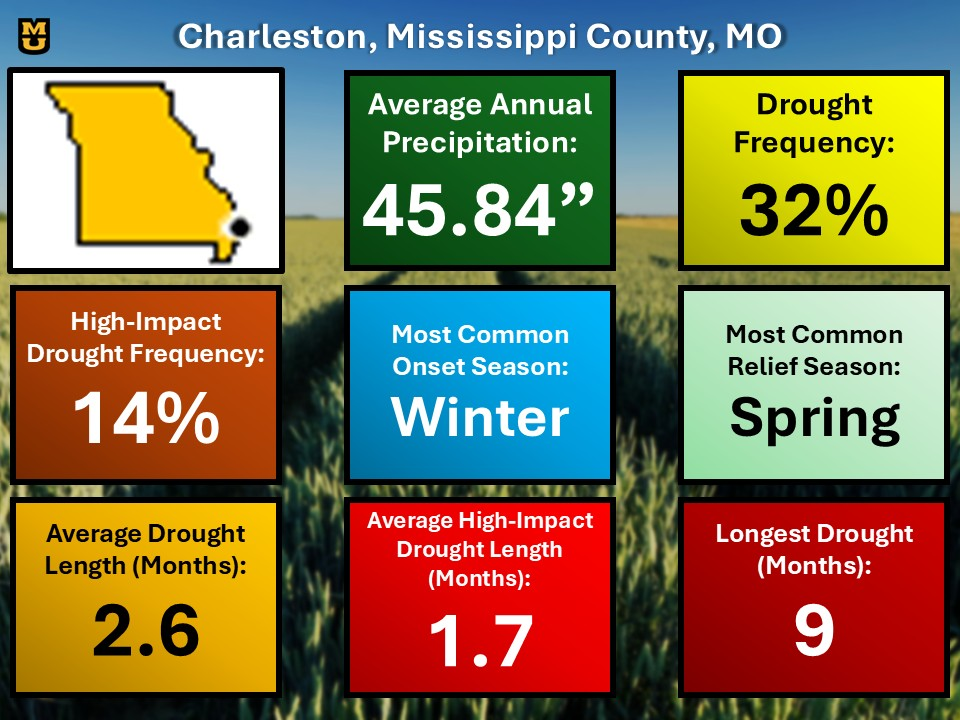 MU
Charleston, Mississippi County, MO
Average Annual
Precipitation:
45.84”
Drought
Frequency:
32%
High-Impact
Drought Frequency:
14%
Most Common
Onset Season:
Winter
Most Common
Relief Season:
Spring
Average Drought
Length (Months):
2.6
Average High-Impact
Drought Length
(Months):
1.7
Longest Drought
(Months):
9